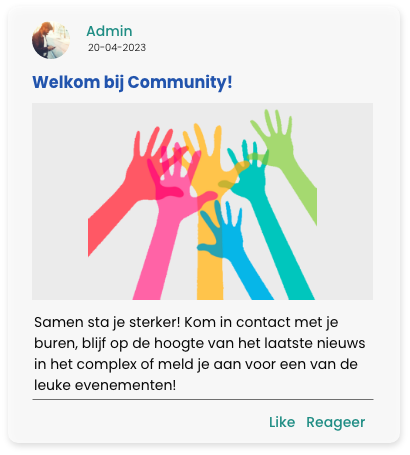 Admin
20-04-2023
Welkom bij Community!
Samen sta je sterker! Kom in contact met je
buren, blijf op de hoogte van het laatste nieuws
in het complex of meld je aan voor een van de
leuke evenementen!
Like Reageer